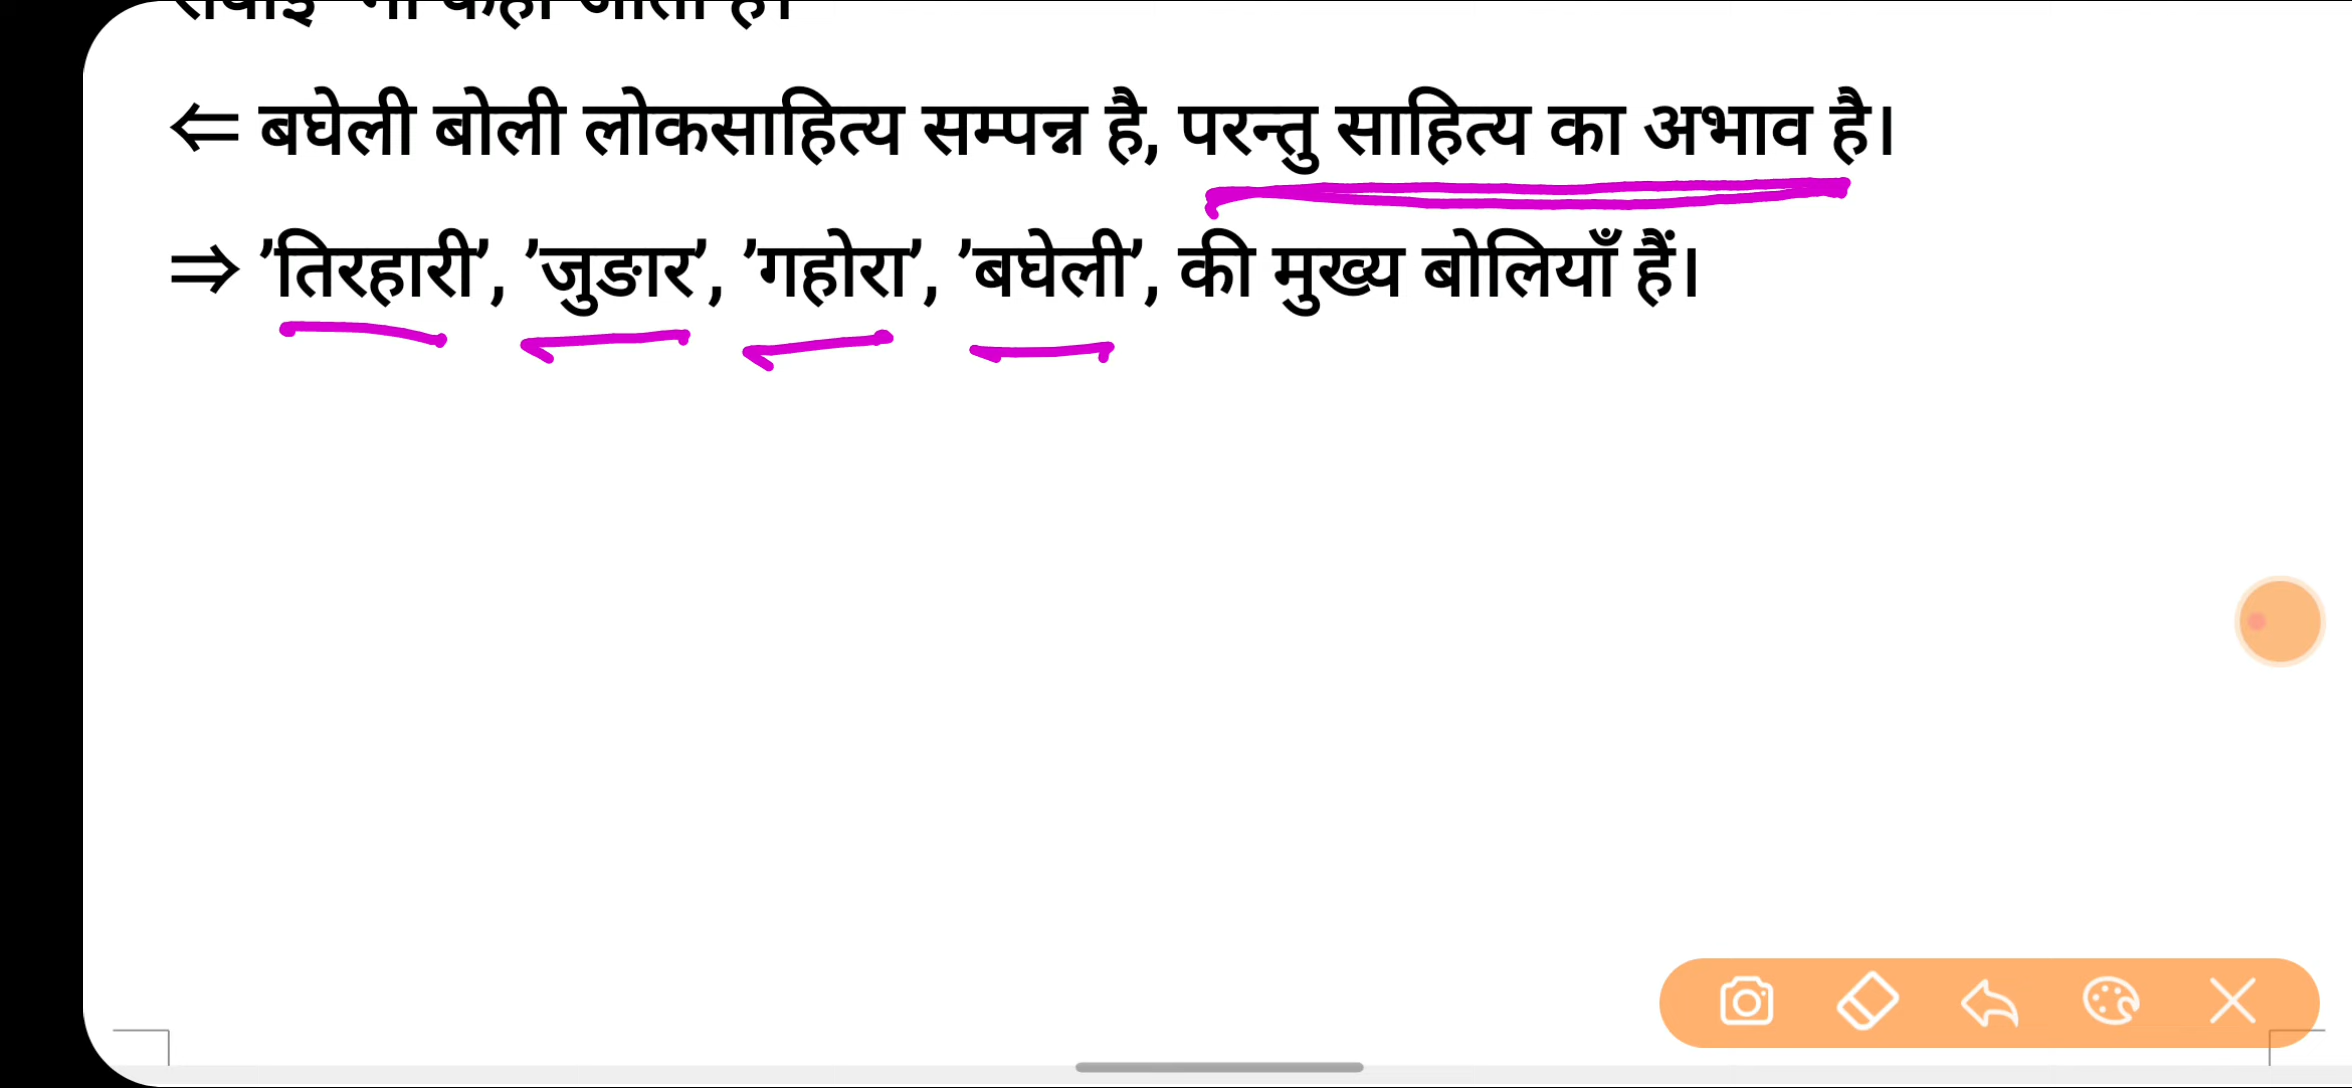 ⇐ बघेली बोली लोकसाहित्य सम्पन्न है, परन्तु साहित्य का अभाव है।
⇒ ’तिरहारी’, ’जुङार’, ’गहोरा’, ’बघेली’, की मुख्य बोलियाँ हैं।